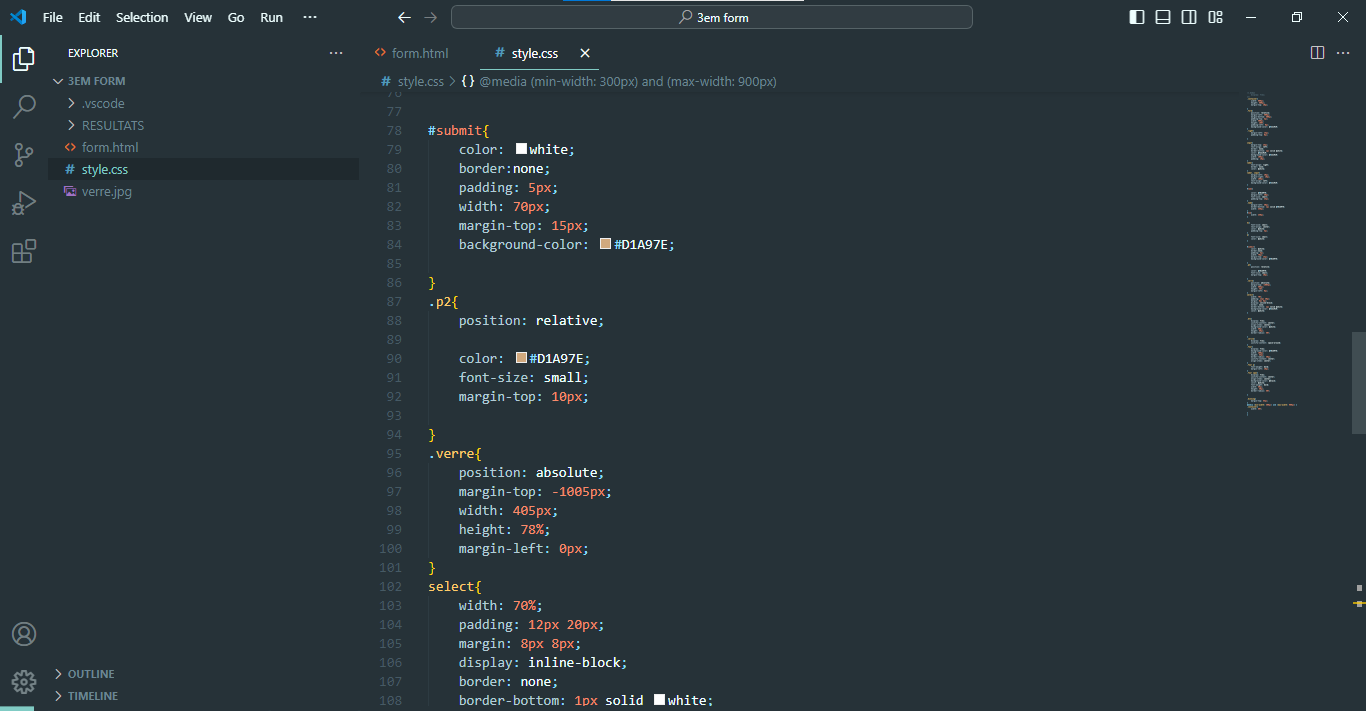 File Edit Selection View Go Run ··· 3em form
EXPLORER ···
3EM FORM
.vscode
RESULTATS
form.html
style.css
verre.jpg
OUTLINE
TIMELINE
form.html # style.css
# style.css > {} @media (min-width: 300px) and (max-width: 900px)
76
77
78 #submit{
79 color: white;
80 border:none;
81 padding: 5px;
82 width: 70px;
83 margin-top: 15px;
84 background-color: #D1A97E;
85
86 }
87 .p2{
88 position: relative;
89
90 color: #D1A97E;
91 font-size: small;
92 margin-top: 10px;
93
94 }
95 .verre{
96 position: absolute;
97 margin-top: -1005px;
98 width: 405px;
99 height: 78%;
100 margin-left: 0px;
101 }
102 select{
103 width: 70%;
104 padding: 12px 20px;
105 margin: 8px 8px;
106 display: inline-block;
107 border: none;
108 border-bottom: 1px solid white;